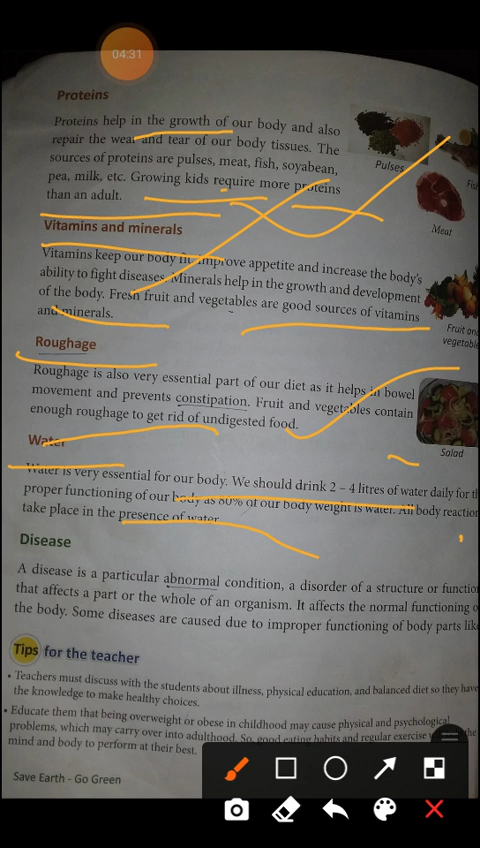 04:31
Proteins
Proteins help in the growth of our body and also
repair the wear and tear of our body tissues. The
sources of proteins are pulses, meat, fish, soyabean,
pea, milk, etc. Growing kids require more proteins
than an adult.
Pulses
Fis
Meat
Vitamins and minerals
Vitamins keep our body fit improve appetite and increase the body's
ability to fight diseases. Minerals help in the growth and development
of the body. Fresh fruit and vegetables are good sources of vitamins
and minerals.
Fruit and
vegetable
Roughage
Roughage is also very essential part of our diet as it helps in bowel
movement and prevents constipation. Fruit and vegetables contain
enough roughage to get rid of undigested food.
Salad
Water
Water is very essential for our body. We should drink 2 – 4 litres of water daily for th
proper functioning of our body as 80% of our body weight is water. All body reaction
take place in the presence of water.
Disease
A disease is a particular abnormal condition, a disorder of a structure or function
that affects a part or the whole of an organism. It affects the normal functioning o
the body. Some diseases are caused due to improper functioning of body parts lik
Tips for the teacher
• Teachers must discuss with the students about illness, physical education, and balanced diet so they have
the knowledge to make healthy choices.
• Educate them that being overweight or obese in childhood may cause physical and psychological
problems, which may carry over into adulthood. So, good eating habits and regular exercise the
mind and body to perform at their best.
Save Earth - Go Green